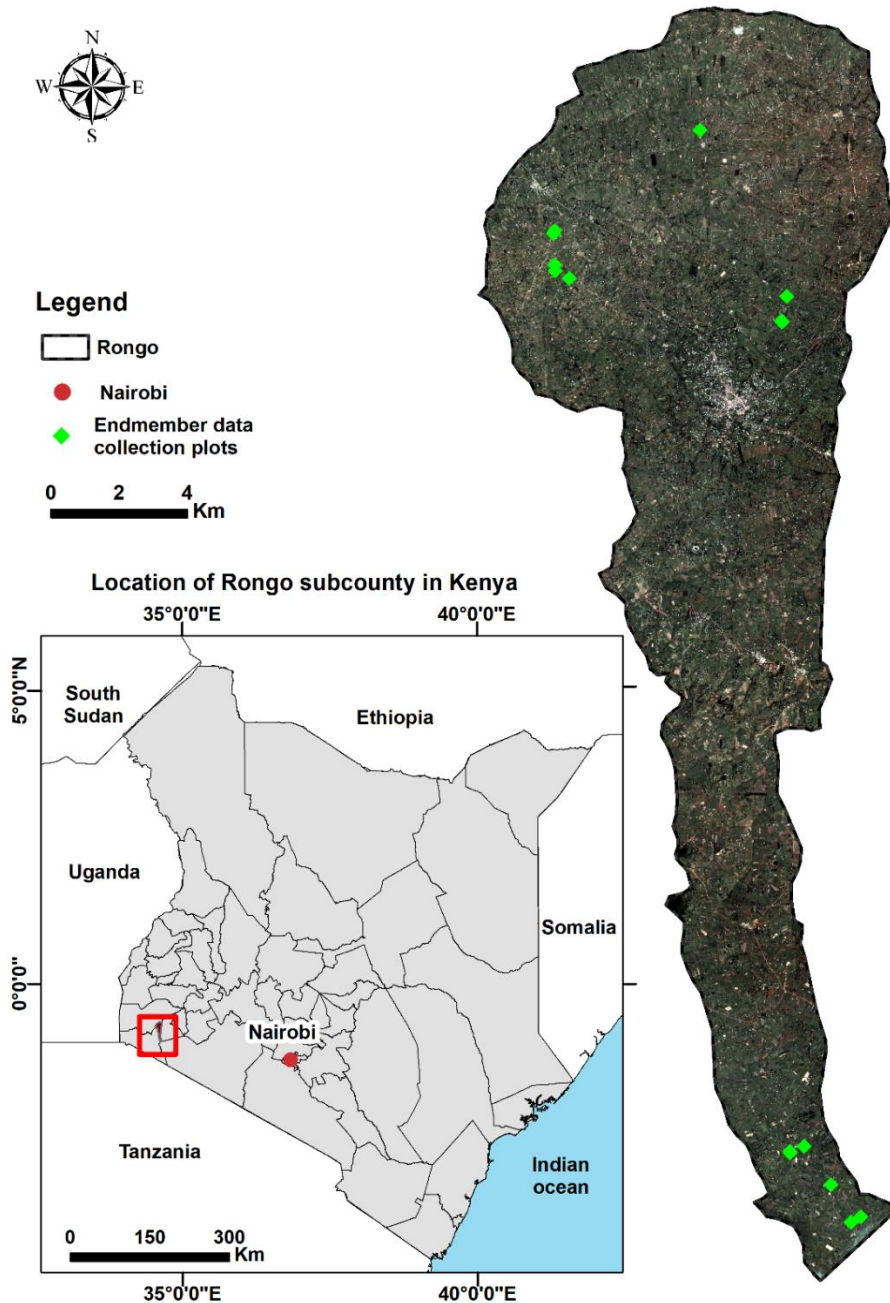 N
W E
S
Legend
Rongo
Nairobi
Endmember data
collection plots
0 2 4
Km
Location of Rongo subcounty in Kenya
35°0'0"E 40°0'0"E
5°0'0"N
South
Sudan
Ethiopia
Uganda
Somalia
0°0'0"
Nairobi
Tanzania
Indian
ocean
0 150 300
Km
35°0'0"E 40°0'0"E